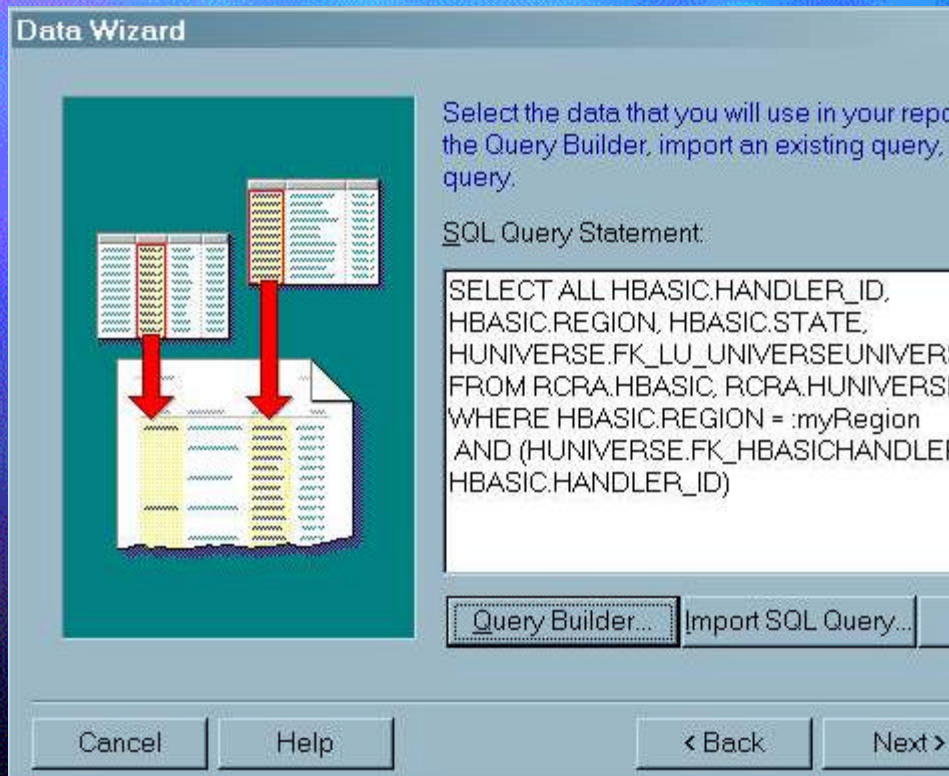 Data Wizard
Select the data that you will use in your
the Query Builder, import an existing query,
query.
SQL Query Statement:
SELECT ALL HBASIC.HANDLER_ID,
HBASIC.REGION, HBASIC.STATE,
HUNIVERSE.FK_LU_UNIVERSEUNIVERS
FROM RCRA.HBASIC, RCRA.HUNIVERS
WHERE HBASIC.REGION = :myRegion
AND (HUNIVERSE.FK_HBASICHANDLER
HBASIC.HANDLER_ID)
Query Builder... Import SQL Query...
Cancel Help < Back Next >